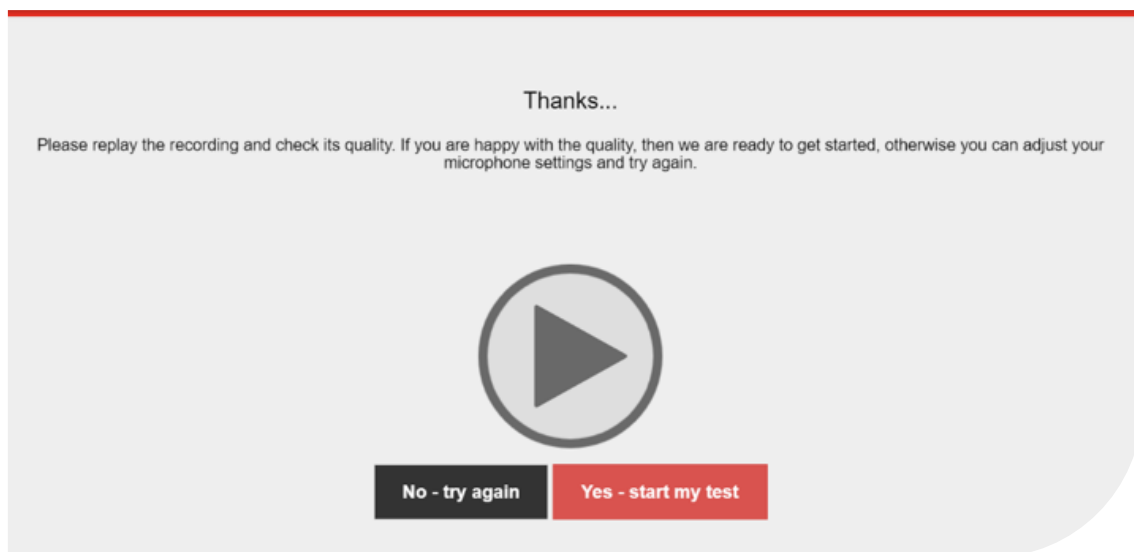 Thanks...
Please replay the recording and check its quality. If you are happy with the quality, then we are ready to get started, otherwise you can adjust your
microphone settings and try again.
No - try again
Yes - start my test